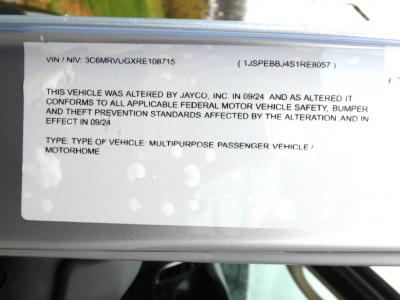 VIN / NIV: 3C6MRVUGXRE108715 ( 1JSPEBBJ4S1RE8057 )
THIS VEHICLE WAS ALTERED BY JAYCO, INC. IN 09/24 AND AS ALTERED IT
CONFORMS TO ALL APPLICABLE FEDERAL MOTOR VEHICLE SAFETY, BUMPER
AND THEFT PREVENTION STANDARDS AFFECTED BY THE ALTERATION AND IN
EFFECT IN 09/24
TYPE: TYPE OF VEHICLE: MULTIPURPOSE PASSENGER VEHICLE /
MOTORHOME